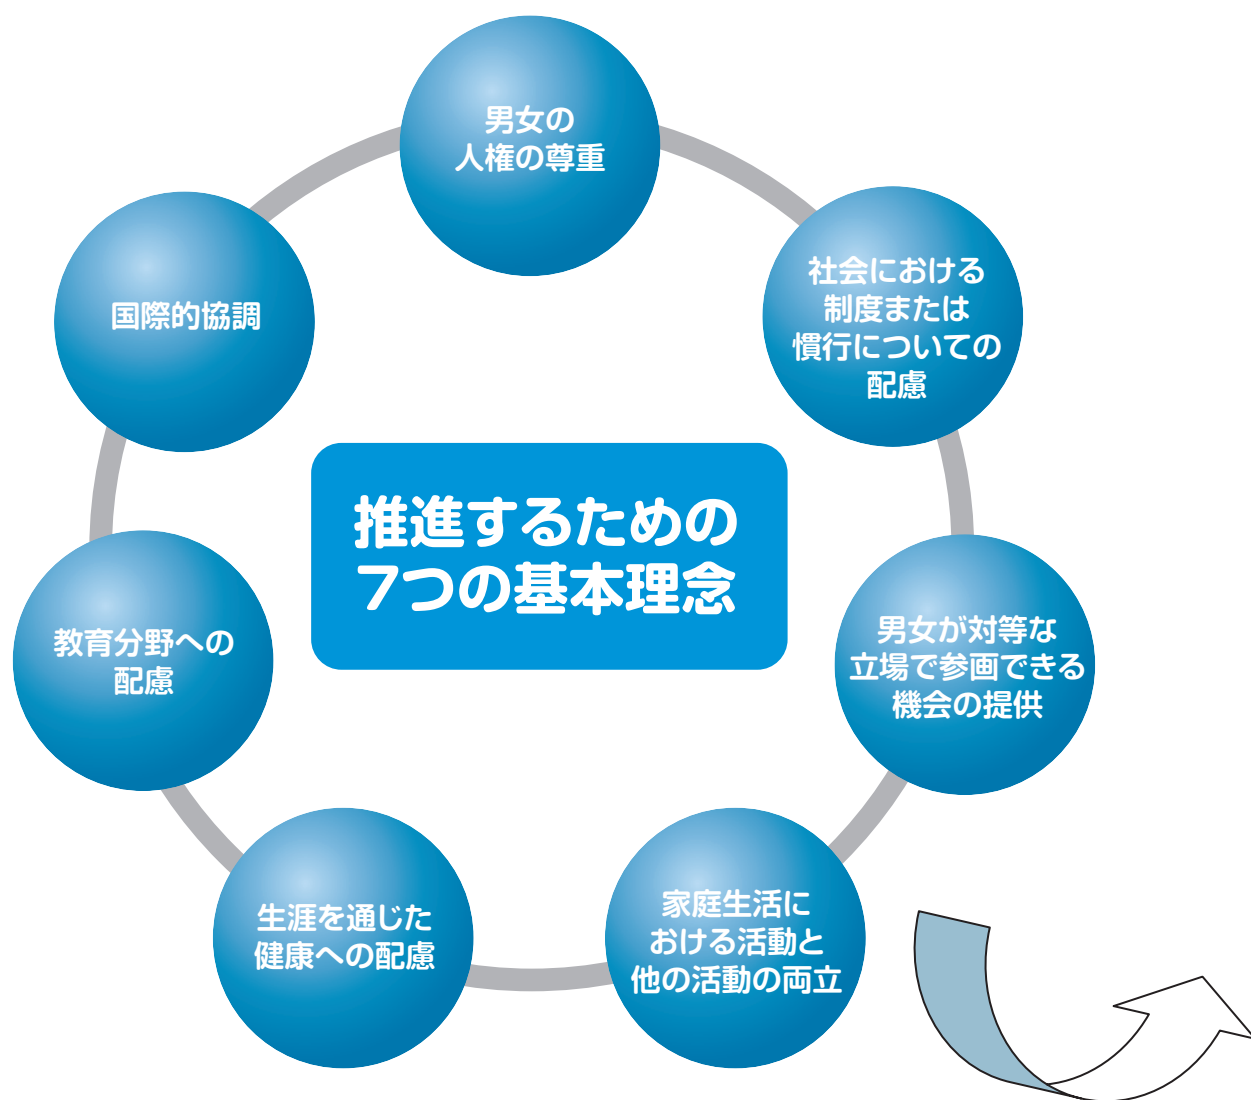 男女の
人権の尊重
社会における
制度または
慣行についての
配慮
国際的協調
推進するための
7つの基本理念
男女が対等な
立場で参画できる
機会の提供
教育分野への
配慮
家庭生活に
おける活動と
他の活動の両立
生涯を通じた
健康への配慮